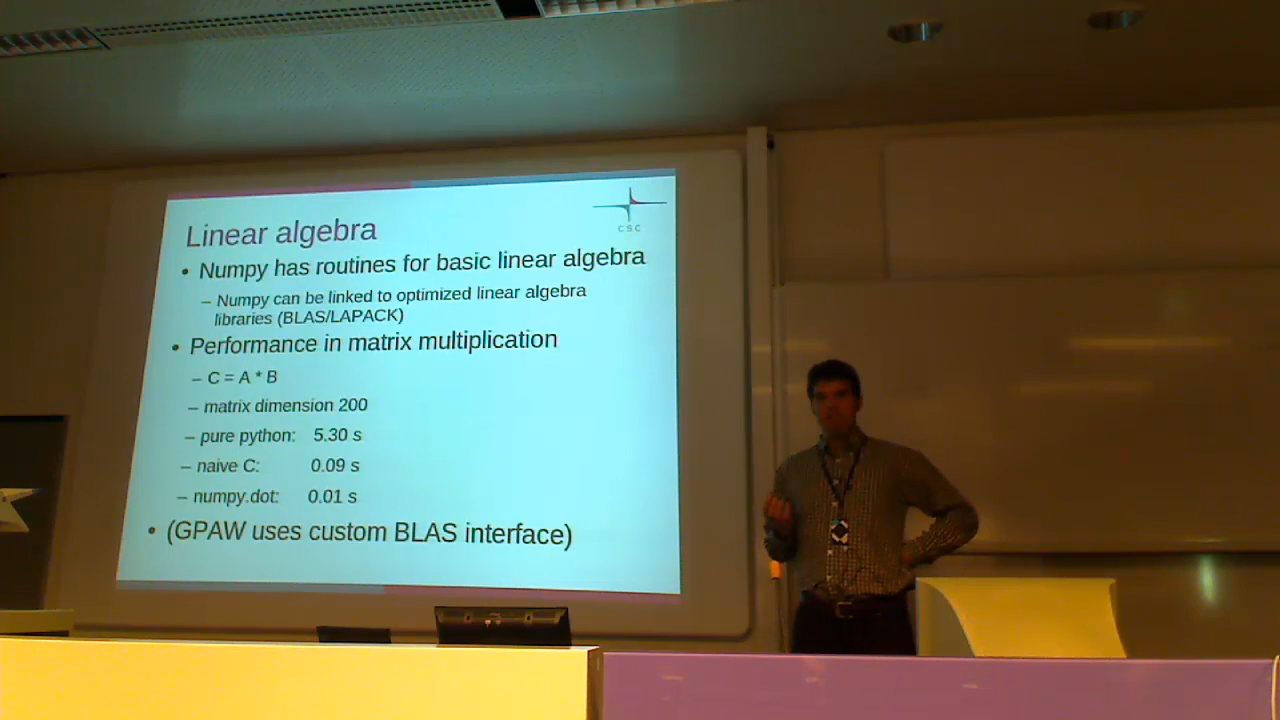 CSC
Linear algebra
• Numpy has routines for basic linear algebra
– Numpy can be linked to optimized linear algebra
libraries (BLAS/LAPACK)
• Performance in matrix multiplication
– C = A * B
– matrix dimension 200
– pure python: 5.30 s
– naive C: 0.09 s
– numpy.dot: 0.01 s
• (GPAW uses custom BLAS interface)